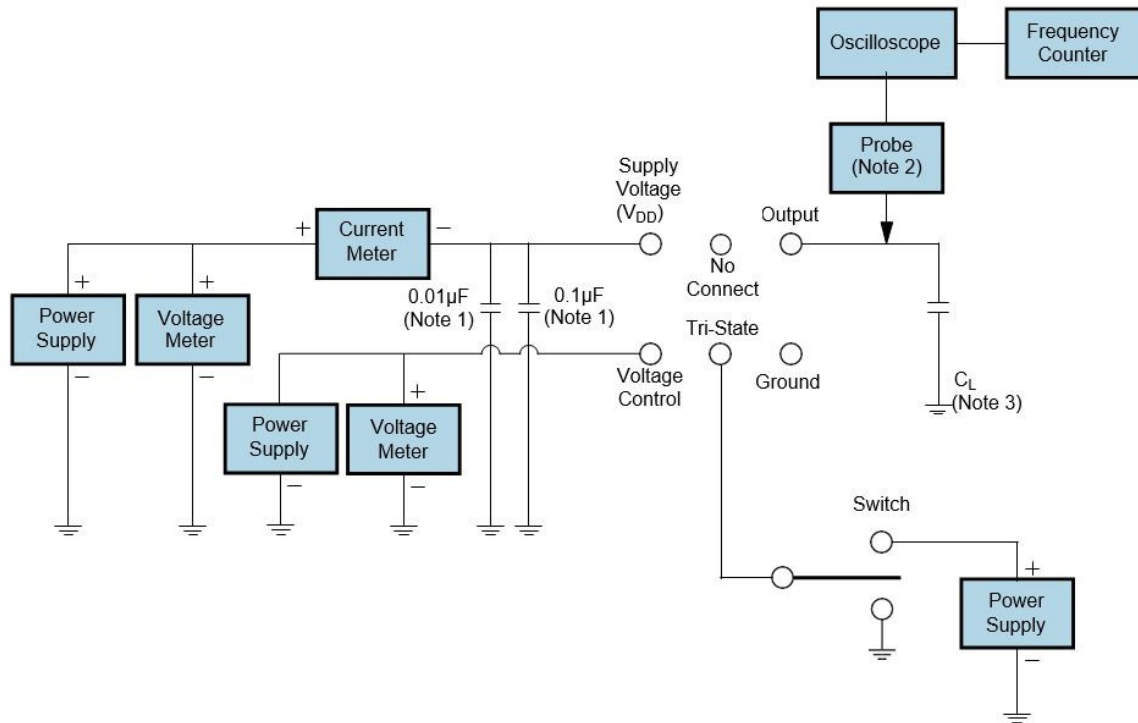 Oscilloscope
Frequency
Counter
Probe
(Note 2)
Supply
Voltage
(VDD)
Output
No
Connect
+
Current
Meter
−
+
Power
Supply
−
+
Voltage
Meter
−
0.01µF
(Note 1)
0.1µF
(Note 1)
Tri-State
Voltage
Control
Ground
CL
(Note 3)
Power
Supply
−
+
Voltage
Meter
−
Switch
+
Power
Supply
−